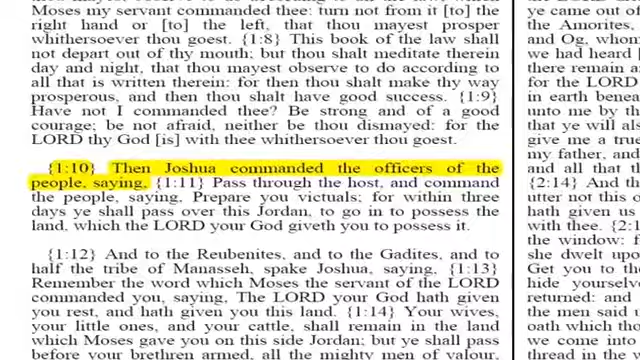 Moses my servant commanded thee: turn not from it [to] the
right hand or [to] the left, that thou mayest prosper
whithersoever thou goest. {1:8} This book of the law shall
not depart out of thy mouth; but thou shalt meditate therein
day and night, that thou mayest observe to do according to
all that is written therein: for then thou shalt make thy way
prosperous, and then thou shalt have good success. {1:9}
Have not I commanded thee? Be strong and of a good
courage; be not afraid, neither be thou dismayed: for the
LORD thy God [is] with thee whithersoever thou goest.
{1:10} Then Joshua commanded the officers of the
people, saying, {1:11} Pass through the host, and command
the people, saying, Prepare you victuals; for within three
days ye shall pass over this Jordan, to go in to possess the
land, which the LORD your God giveth you to possess it.
{1:12} And to the Reubenites, and to the Gadites, and to
half the tribe of Manasseh, spake Joshua, saying, {1:13}
Remember the word which Moses the servant of the LORD
commanded you, saying, The LORD your God hath given
you rest, and hath given you this land. {1:14} Your wives,
your little ones, and your cattle, shall remain in the land
which Moses gave you on this side Jordan; but ye shall pass
before your brethren armed, all the mighty men of valour,
ye came out of
the Amorites,
and Og, whom
we had heard [
there remain a
for the LORD
in earth benea
unto me by th
that ye will als
give me a true
my father, and
and all that th
{2:14} And th
utter not this o
hath given us
with thee. {2:1
the window: f
she dwelt upo
Get you to the
hide yourselve
returned: and
the men said u
oath which tho
we come into
thread in the